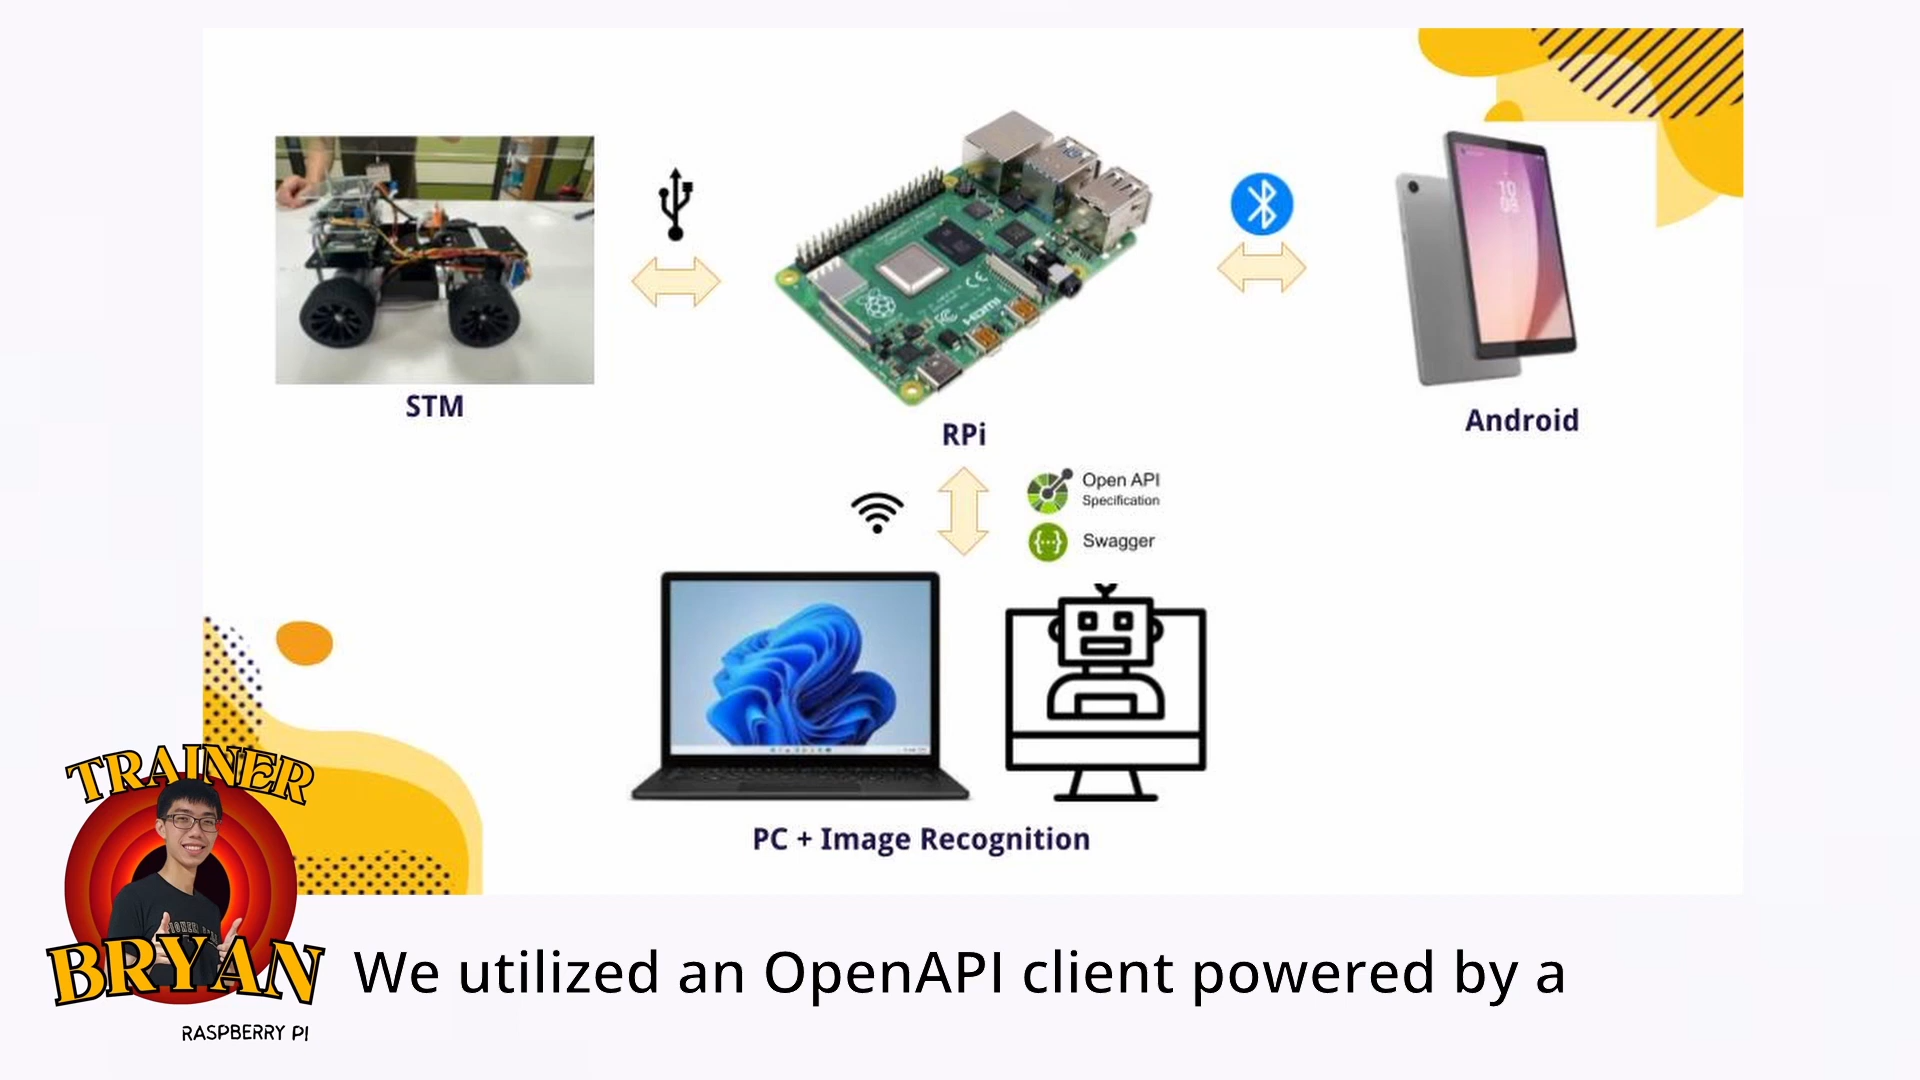 STM
RPi
Android
Open API
Specification
Swagger
PC + Image Recognition
TRAINER
BRYAN
RASPBERRY PI
We utilized an OpenAPI client powered by a